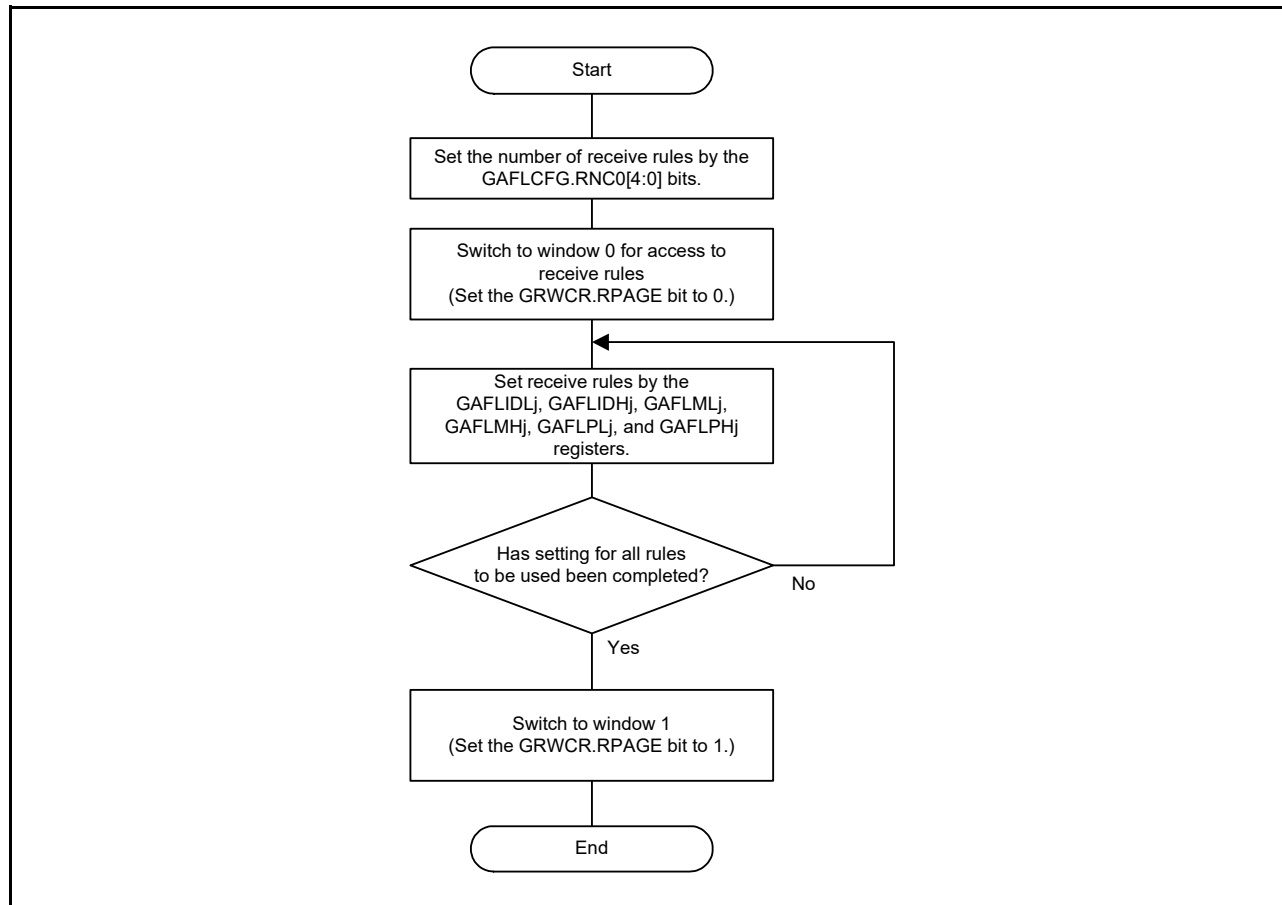 Start
Set the number of receive rules by the
GAFLCFG.RNC0[4:0] bits.
Switch to window 0 for access to
receive rules
(Set the GRWCR.RPAGE bit to 0.)
Set receive rules by the
GAFLIDLj, GAFLIDHj, GAFLMLj,
GAFLMHj, GAFLPLj, and GAFLPHj
registers.
Has setting for all rules
to be used been completed?
No
Yes
Switch to window 1
(Set the GRWCR.RPAGE bit to 1.)
End